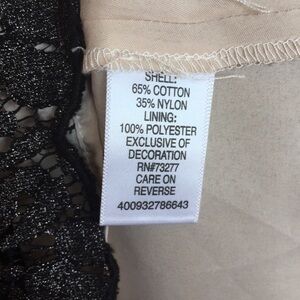 SHELL:
65% COTTON
35% NYLON
LINING:
100% POLYESTER
EXCLUSIVE OF
DECORATION
RN#73277
CARE ON
REVERSE
400932786643